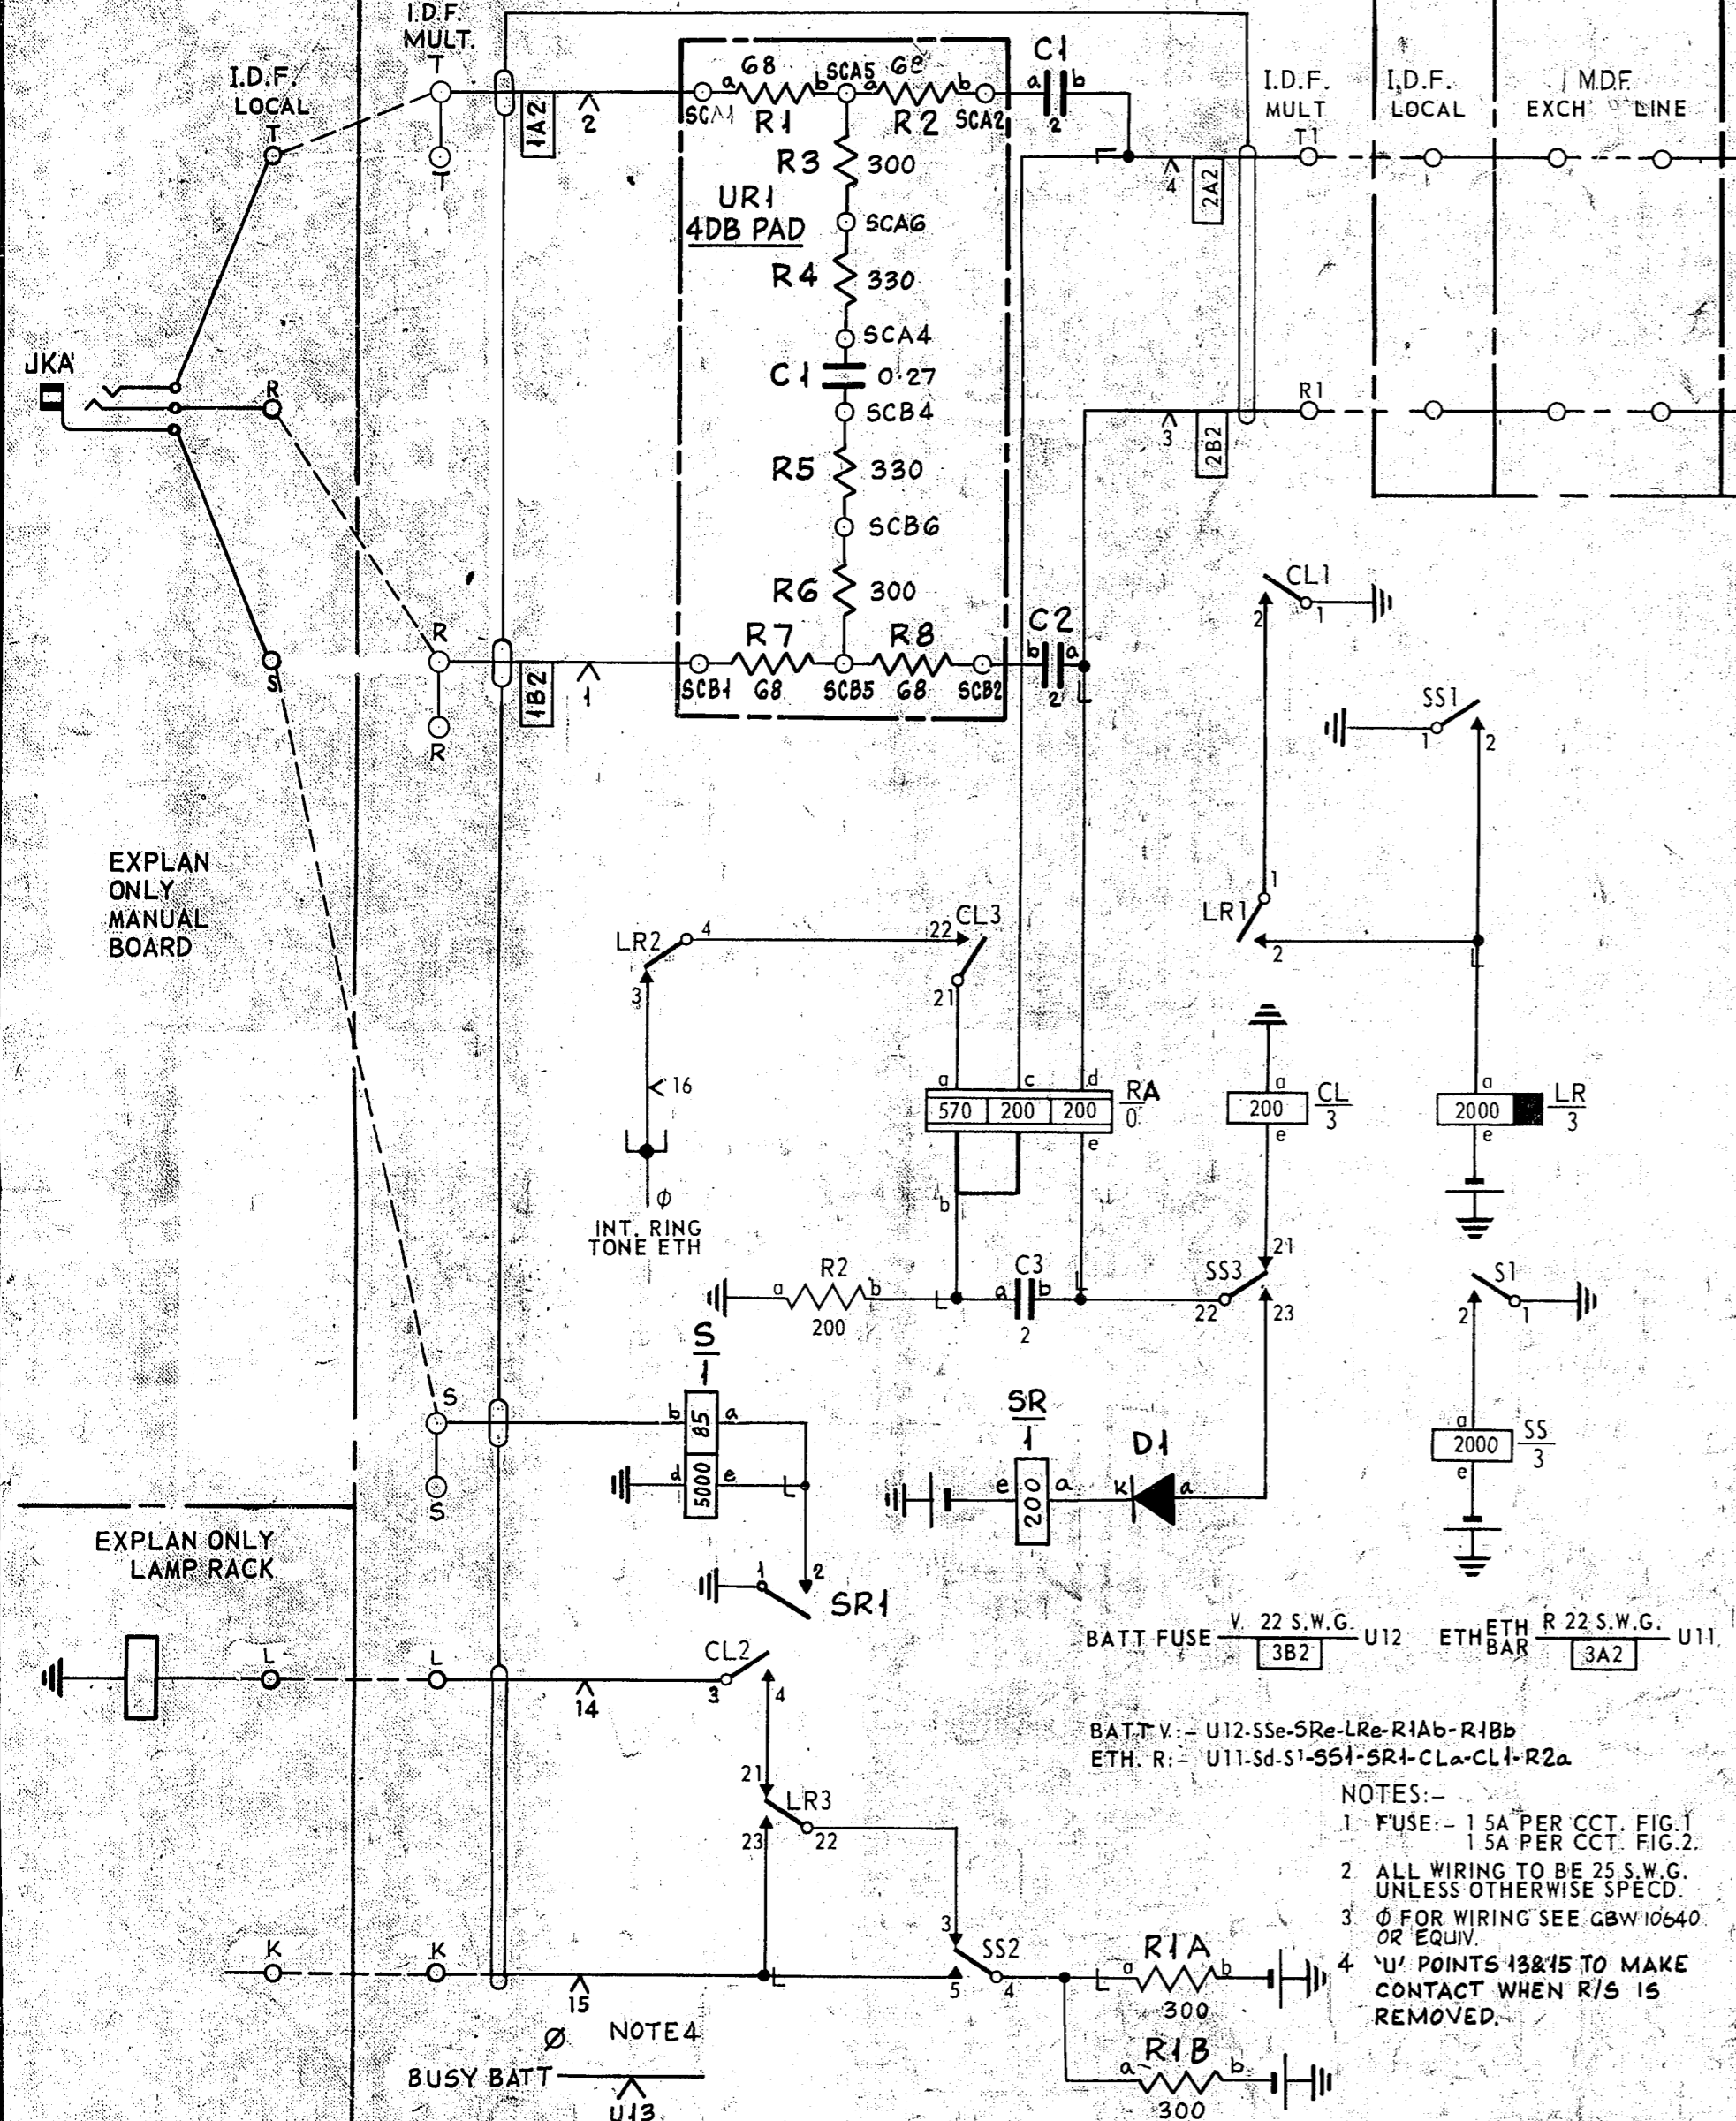 I.D.F.
MULT.
T
I.D.F.
LOCAL
T
T
1A2
2
SCA1
a
68
b
R1
SCA5
a
68
b
R2
SCA2
C1
a
b
2
R3
300
UR1
4DB PAD
SCA6
R4
330
SCA4
C1
0.27
SCB4
R5
330
SCB6
R6
300
R7
R8
SCB1
68
SCB5
68
SCB2
C2
b
a
2
L
4
2A2
I.D.F.
MULT
T1
I.D.F.
LOCAL
M.D.F.
EXCH
LINE
3
2B2
R1
JKA
R
S
R
R
1B2
1
EXPLAN
ONLY
MANUAL
BOARD
CL1
2
1
SS1
1
2
LR1
1
2
L
LR2
4
3
22
CL3
21
16
Ø
INT. RING
TONE ETH
a
c
d
570
200
200
RA
0
b
e
a
200
CL
3
e
a
2000
LR
3
e
a
R2
b
200
L
C3
a
b
2
L
SS3
21
22
23
S1
2
1
S
1
b
85
a
d
5000
e
L
S
S
SR
1
e
200
a
D1
k
a
a
2000
SS
3
e
1
2
SR1
EXPLAN ONLY
LAMP RACK
L
L
14
CL2
3
4
21
LR3
23
22
BATT FUSE V. 22 S.W.G. U12
3B2
ETH ETH BAR R 22 S.W.G. U11
3A2
BATT V.:- U12-SSe-SRe-LRe-R1Ab-R1Bb
ETH. R:- U11-Sd-S1-SS1-SR1-CLa-CL1-R2a
NOTES:-
1 FUSE:- 1 5A PER CCT. FIG.1
1 5A PER CCT. FIG.2.
2 ALL WIRING TO BE 25 S.W.G.
UNLESS OTHERWISE SPECD.
3 Ø FOR WIRING SEE GBW 10640
OR EQUIV.
4 'U' POINTS 13&15 TO MAKE
CONTACT WHEN R/S IS
REMOVED.
K
K
15
L
3
SS2
5
4
L
a
R1A
b
300
a
R1B
b
300
Ø
NOTE 4
BUSY BATT
U13